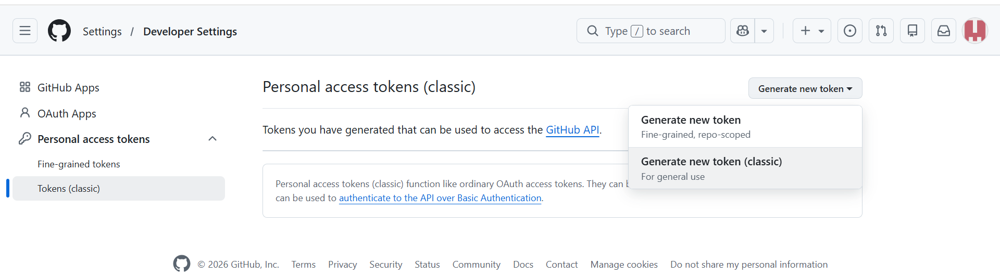 Settings / Developer Settings
Type / to search
GitHub Apps
OAuth Apps
Personal access tokens
Fine-grained tokens
Tokens (classic)
Personal access tokens (classic)
Generate new token
Generate new token
Fine-grained, repo-scoped
Generate new token (classic)
For general use
Tokens you have generated that can be used to access the GitHub API.
Personal access tokens (classic) function like ordinary OAuth access tokens. They can
can be used to authenticate to the API over Basic Authentication.
© 2026 GitHub, Inc. Terms Privacy Security Status Community Docs Contact Manage cookies Do not share my personal information